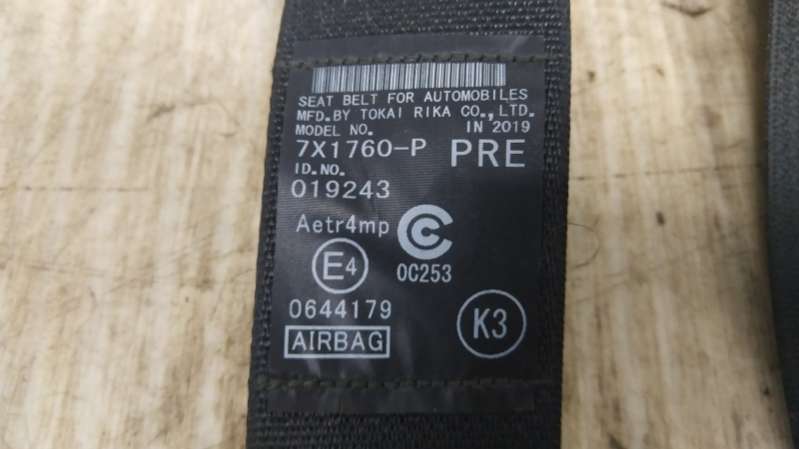 SEAT BELT FOR AUTOMOBILES
MFD.BY TOKAI RIKA CO.,LTD.
MODEL NO. IN 2019
7X1760-P PRE
ID.NO.
019243
Aetr4mp
E4 0C253
0644179
K3
AIRBAG